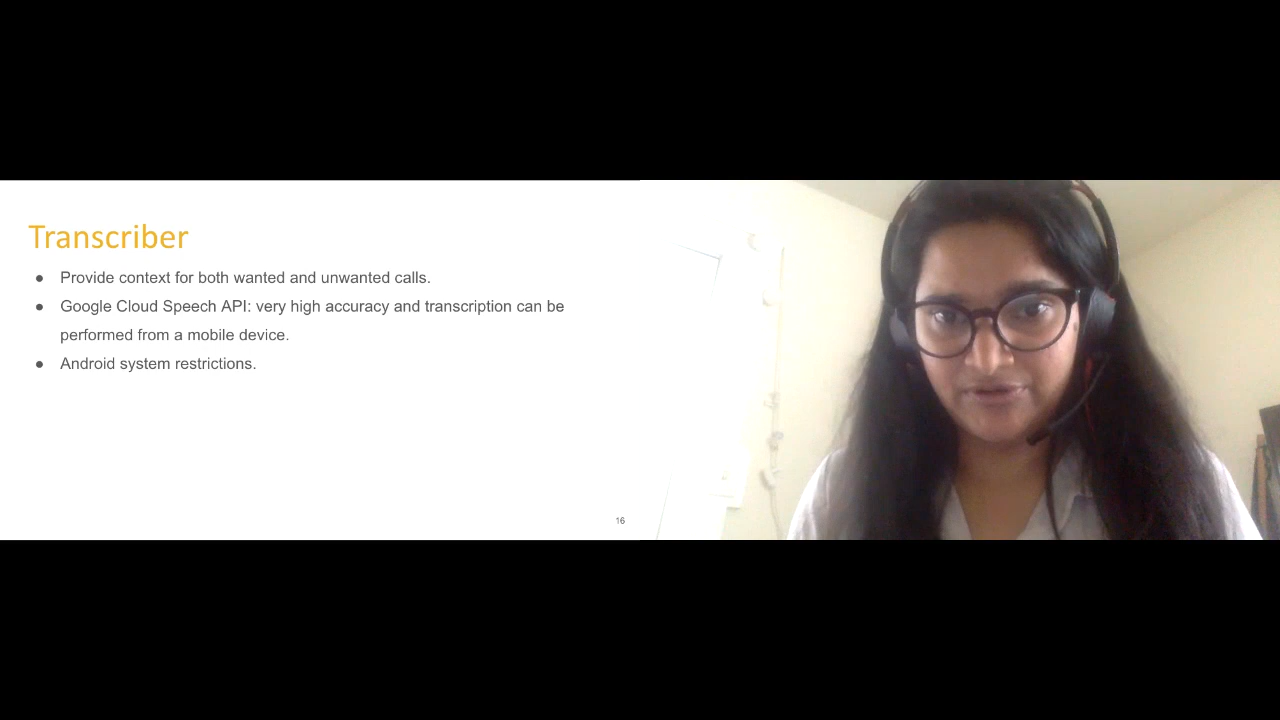 Transcriber
● Provide context for both wanted and unwanted calls.
● Google Cloud Speech API: very high accuracy and transcription can be
performed from a mobile device.
● Android system restrictions.
16